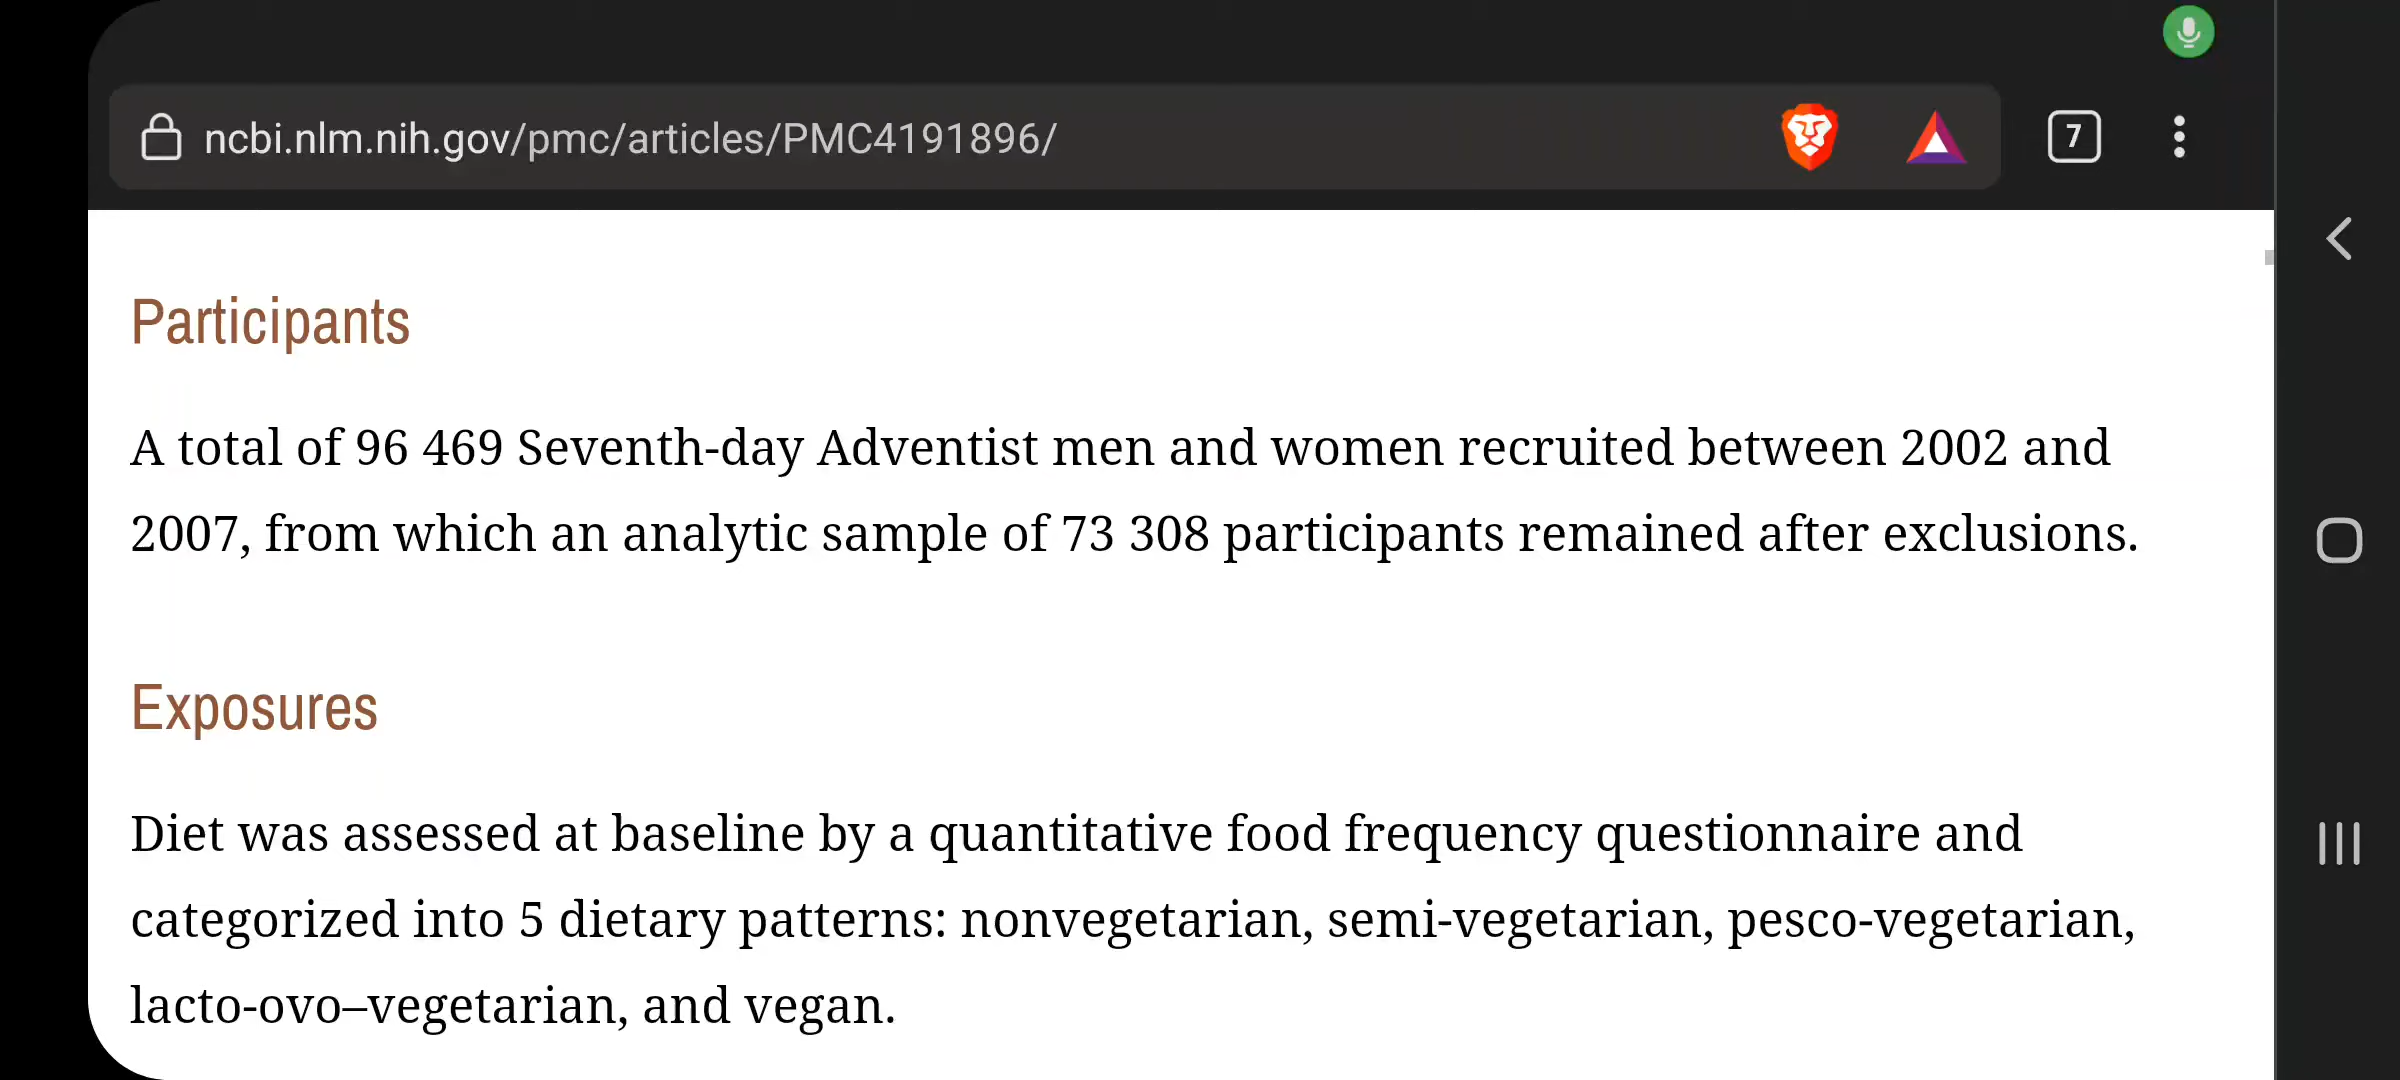 ncbi.nlm.nih.gov/pmc/articles/PMC4191896/
7
Participants
A total of 96 469 Seventh-day Adventist men and women recruited between 2002 and
2007, from which an analytic sample of 73 308 participants remained after exclusions.
Exposures
Diet was assessed at baseline by a quantitative food frequency questionnaire and
categorized into 5 dietary patterns: nonvegetarian, semi-vegetarian, pesco-vegetarian,
lacto-ovo–vegetarian, and vegan.